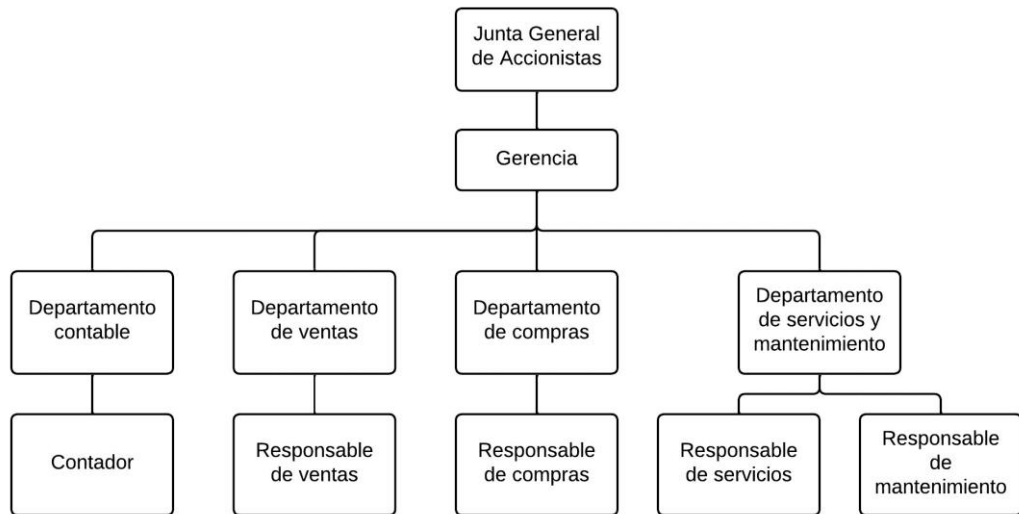 Junta General
de Accionistas
Gerencia
Departamento
contable
Departamento
de ventas
Departamento
de compras
Departamento
de servicios y
mantenimiento
Contador
Responsable
de ventas
Responsable
de compras
Responsable
de servicios
Responsable
de
mantenimiento